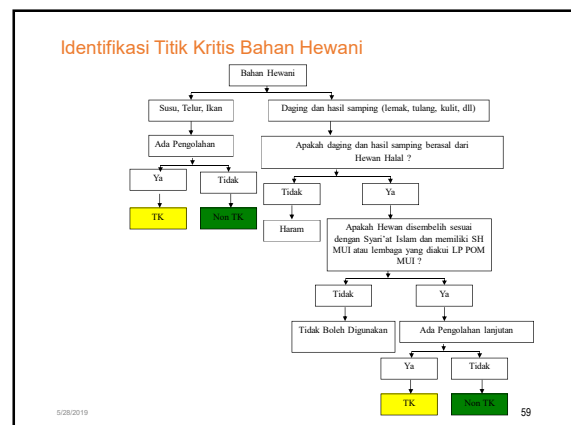 Identifikasi Titik Kritis Bahan Hewani
Bahan Hewani
Susu, Telur, Ikan
Daging dan hasil samping (lemak, tulang, kulit, dll)
Ada Pengolahan
Apakah daging dan hasil samping berasal dari
Hewan Halal ?
Ya
Tidak
Tidak
Ya
TK
Non TK
Haram
Apakah Hewan disembelih sesuai
dengan Syari'at Islam dan memiliki SH
MUI atau lembaga yang diakui LP POM
MUI ?
Tidak
Ya
Tidak Boleh Digunakan
Ada Pengolahan lanjutan
Ya
Tidak
TK
Non TK
5/28/2019
59